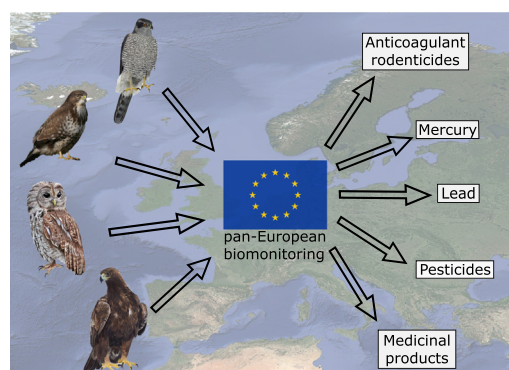 Anticoagulant
rodenticides
Mercury
Lead
pan-European
biomonitoring
Pesticides
Medicinal
products